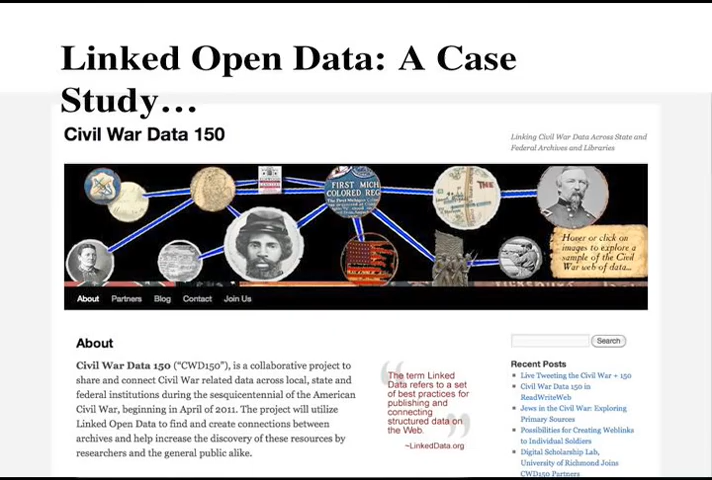 Linked Open Data: A Case
Study…
Civil War Data 150
Linking Civil War Data Across State and
Federal Archives and Libraries
FIRST MICH
COLORED REG
THE
Hover or click on
images to explore a
sample of the Civil
War web of data...
About Partners Blog Contact Join Us
About
Civil War Data 150 (“CWD150”), is a collaborative project to
share and connect Civil War related data across local, state and
federal institutions during the sesquicentennial of the American
Civil War, beginning in April of 2011. The project will utilize
Linked Open Data to find and create connections between
archives and help increase the discovery of these resources by
researchers and the general public alike.
“
The term Linked
Data refers to a set
of best practices for
publishing and
connecting
structured data on
the Web.
”
~LinkedData.org
Search
Recent Posts
Live Tweeting the Civil War + 150
Civil War Data 150 in
ReadWriteWeb
Jews in the Civil War: Exploring
Primary Sources
Possibilities for Creating Weblinks
to Individual Soldiers
Digital Scholarship Lab,
University of Richmond Joins
CWD150 Partners